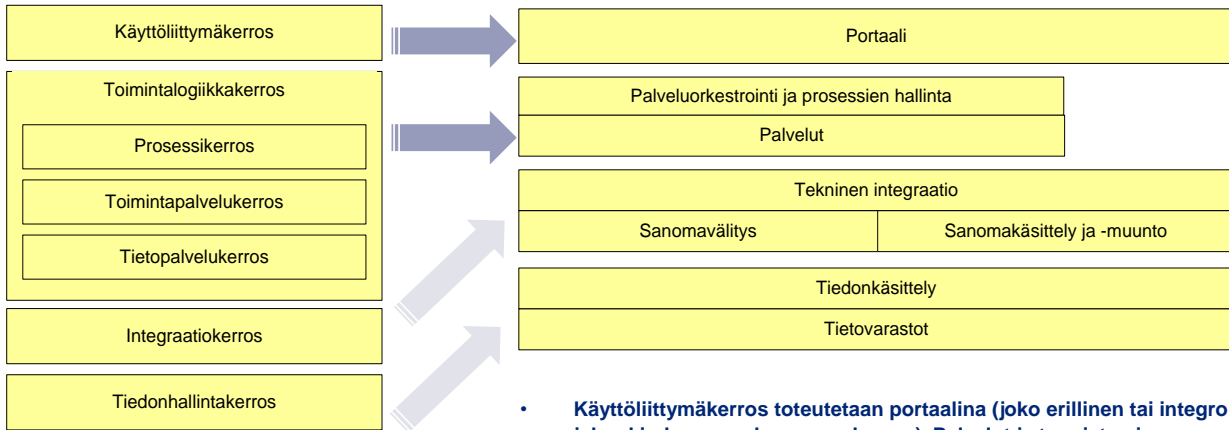 Käyttöliittymäkerros
Toimintalogiikkakerros
Prosessikerros
Toimintapalvelukerros
Tietopalvelukerros
Integraatiokerros
Tiedonhallintakerros
Portaali
Palveluorkestrointi ja prosessien hallinta
Palvelut
Tekninen integraatio
Sanomavälitys
Sanomakäsittely ja -muunto
Tiedonkäsittely
Tietovarastot
• Käyttöliittymäkerros toteutetaan portaalina (joko erillinen tai integro